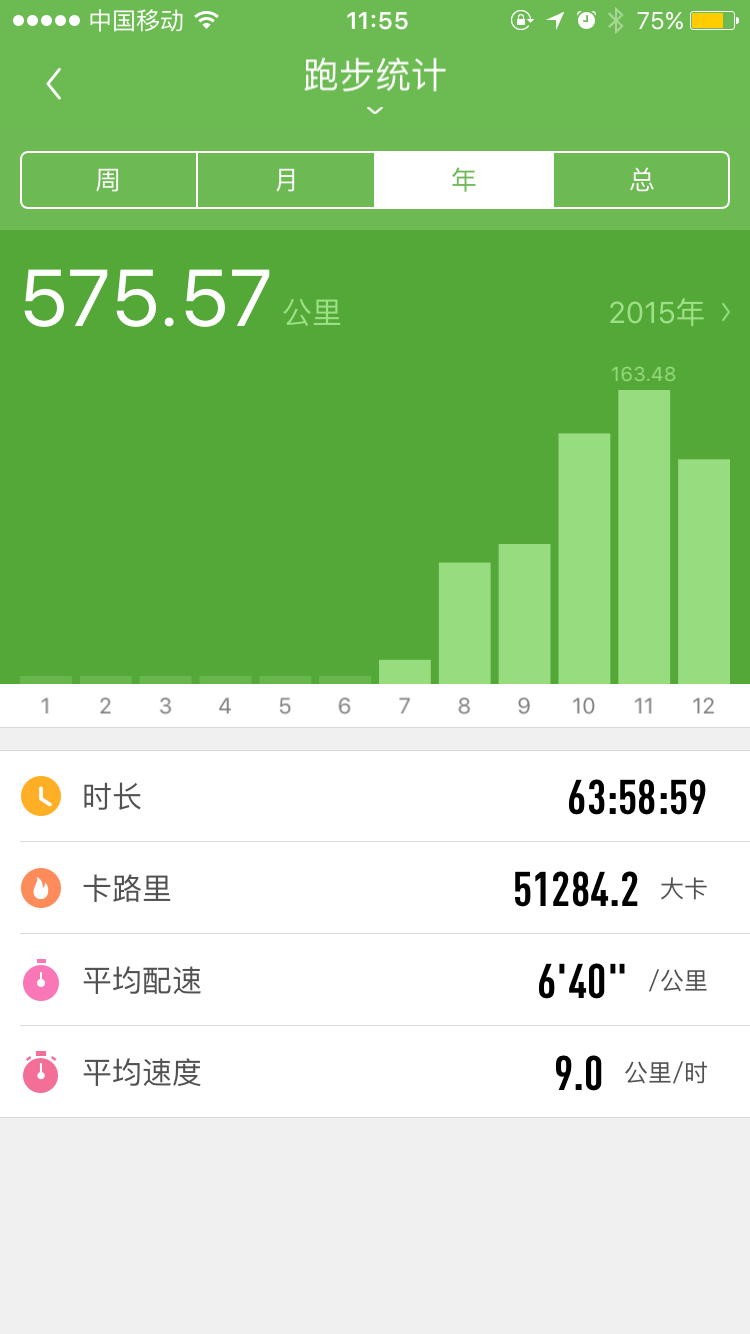 中国移动 11:55 75%
跑步统计
周 月 年 总
575.57 公里 2015年
163.48
1 2 3 4 5 6 7 8 9 10 11 12
时长 63:58:59
卡路里 51284.2 大卡
平均配速 6'40" /公里
平均速度 9.0 公里/时